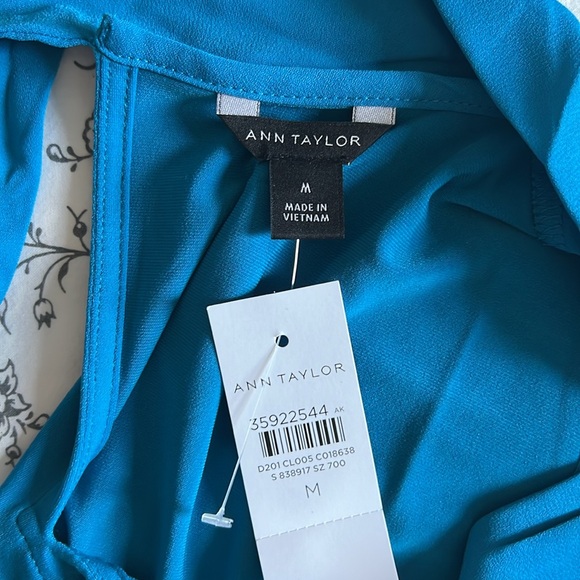 ANN TAYLOR
M
MADE IN
VIETNAM
ANN TAYLOR
35922544 AK
D201 CL005 C018638
S 838917 SZ 700
M